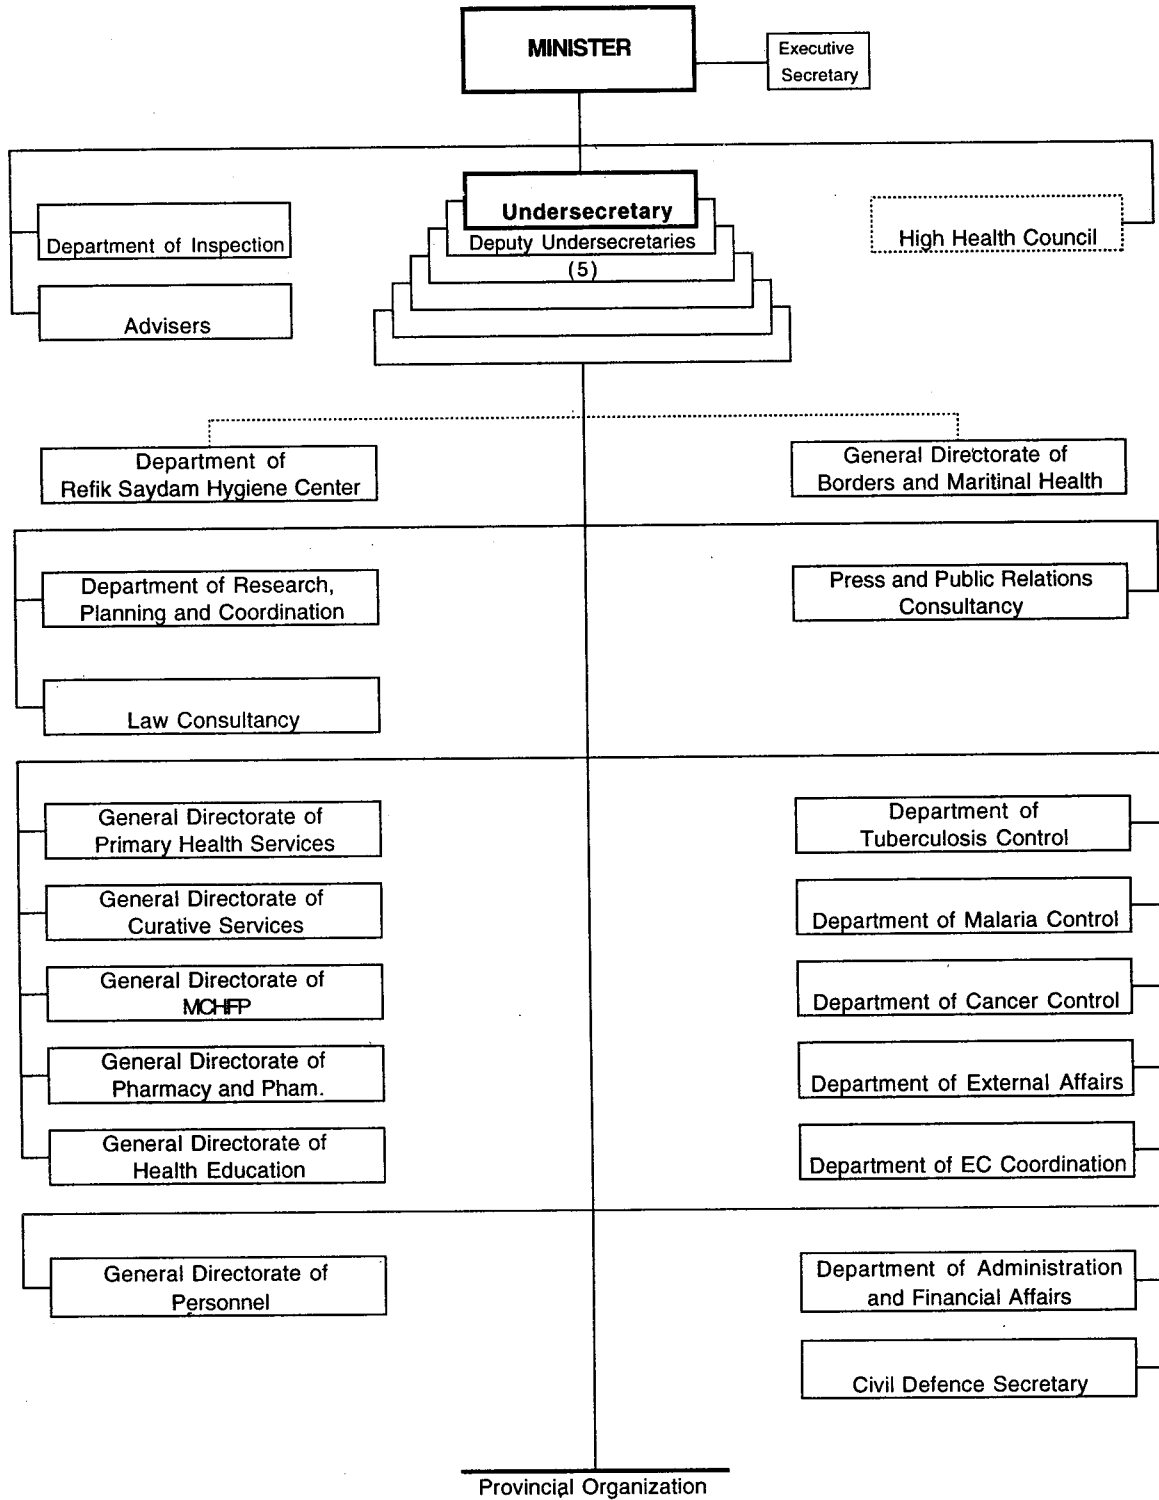 MINISTER
Executive
Secretary
Undersecretary
Deputy Undersecretaries
(5)
Department of Inspection
Advisers
High Health Council
Department of
Refik Saydam Hygiene Center
General Directorate of
Borders and Maritinal Health
Department of Research,
Planning and Coordination
Press and Public Relations
Consultancy
Law Consultancy
General Directorate of
Primary Health Services
Department of
Tuberculosis Control
General Directorate of
Curative Services
Department of Malaria Control
General Directorate of
MCHFP
Department of Cancer Control
General Directorate of
Pharmacy and Pham.
Department of External Affairs
General Directorate of
Health Education
Department of EC Coordination
General Directorate of
Personnel
Department of Administration
and Financial Affairs
Civil Defence Secretary
Provincial Organization